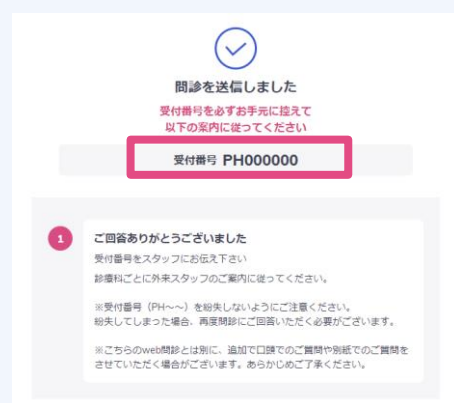 問診を送信しました
受付番号を必ずお手元に控えて
以下の案内に従ってください
受付番号 PH000000
1
ご回答ありがとうございました
受付番号をスタッフにお伝え下さい
診療科ごとに外来スタッフのご案内に従ってください。
※受付番号（PH～～）を紛失しないようにご注意ください。
紛失してしまった場合、再度問診にご回答いただく必要がございます。
※こちらのweb問診とは別に、追加で口頭でのご質問や別紙でのご質問を
させていただく場合がございます。あらかじめご了承ください。